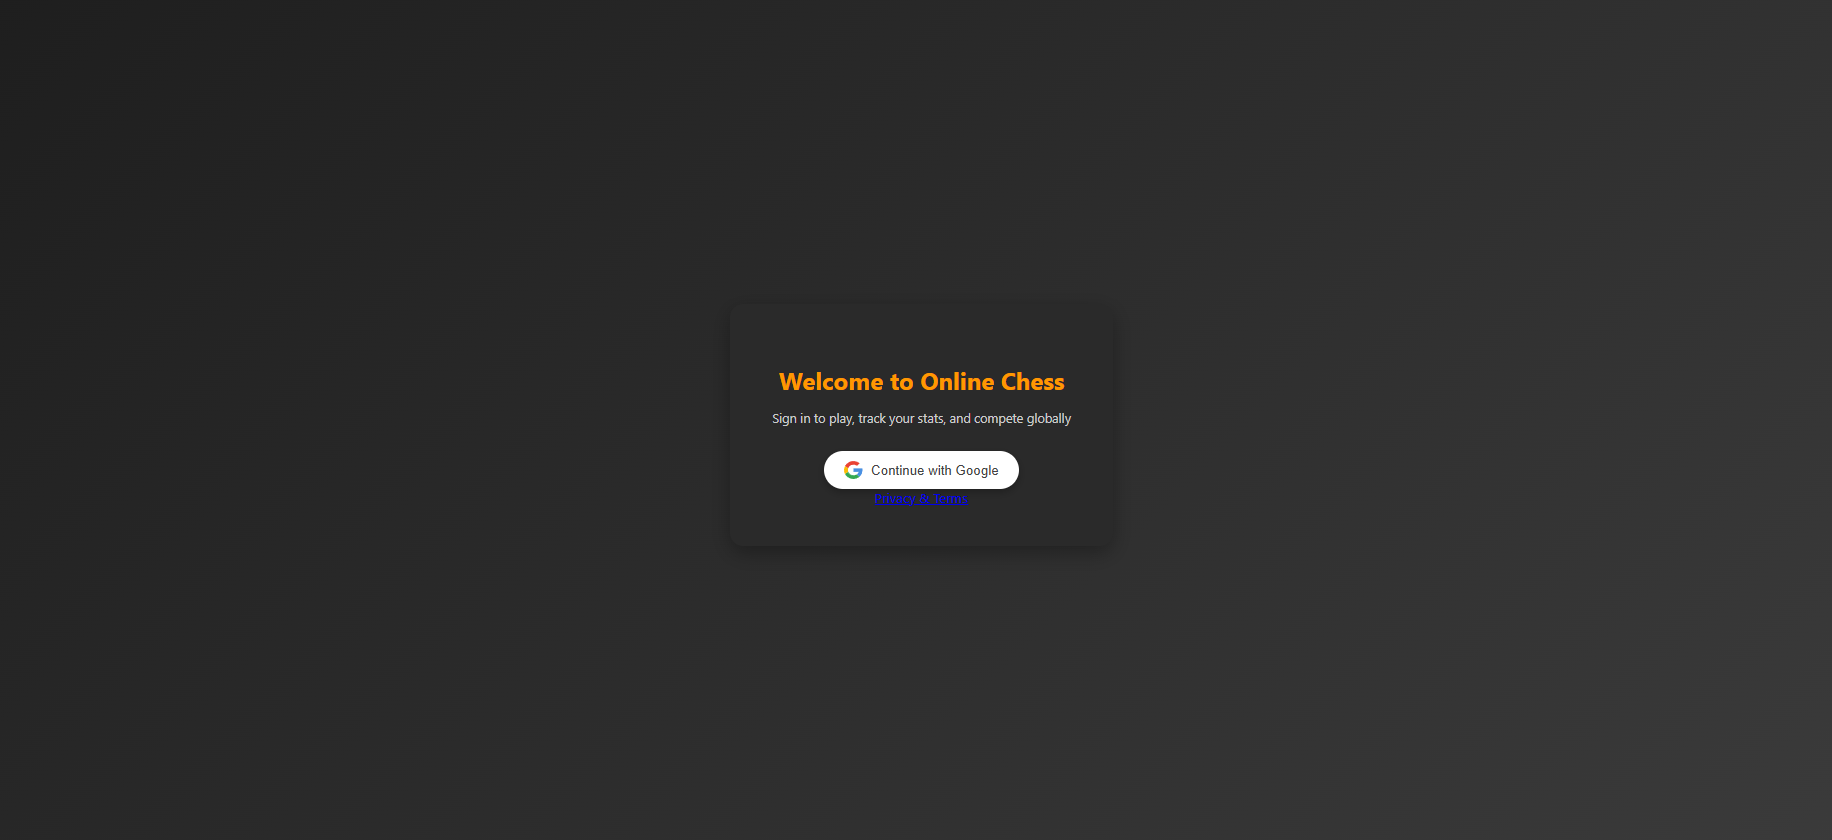 Welcome to Online Chess
Sign in to play, track your stats, and compete globally
Continue with Google
Privacy & Terms